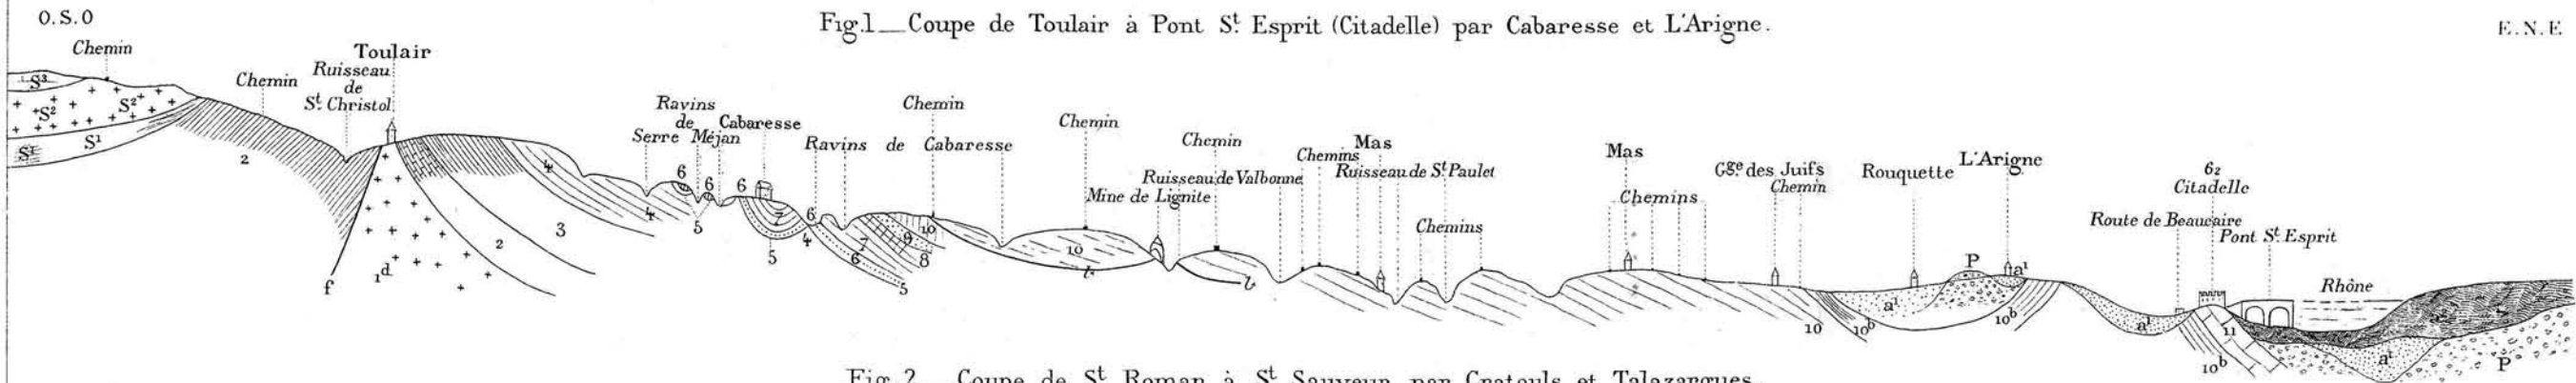 O.S.O
Fig.1 _ Coupe de Toulair à Pont St. Esprit (Citadelle) par Cabaresse et L'Arigne.
E.N.E
Chemin
Toulair
Chemin
Ruisseau
de
St. Christol
Ravins
de
Serre Méjan
Cabaresse
Chemin
Ravins de Cabaresse
Chemin
Chemin
Mine de Lignite
Ruisseau de Valbonne
Chemins
Mas
Ruisseau de St Paulet
Chemins
Mas
Chemins
Gge. des Juifs
Chemin
Rouquette
L'Arigne
62
Citadelle
Route de Beaucaire
Pont St. Esprit
Rhône
S3
S2
S2
S1
S1
2
f
1d
2
3
4
4
6
6
6
5
7
5
6
4
7
6
5
9
8
10
10
l
l
10
10b
a1
P
a1
10b
a1
10b
11
a1
P
Fig.2 _ Coupe de St Roman à St Sauveur par Cratouls et Talazargues.